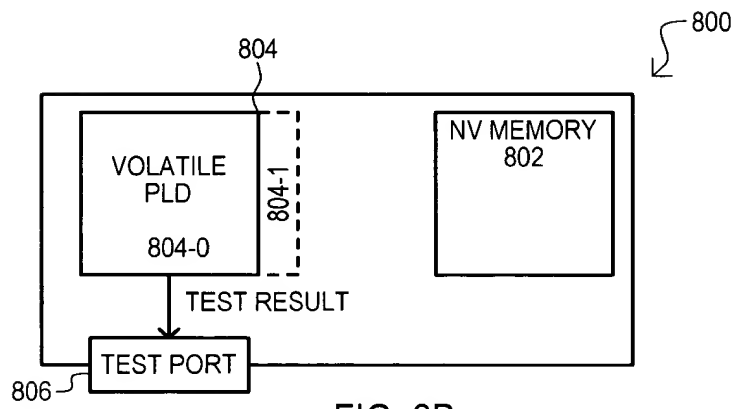 800
804
VOLATILE
PLD
804-0
804-1
NV MEMORY
802
TEST RESULT
TEST PORT
806